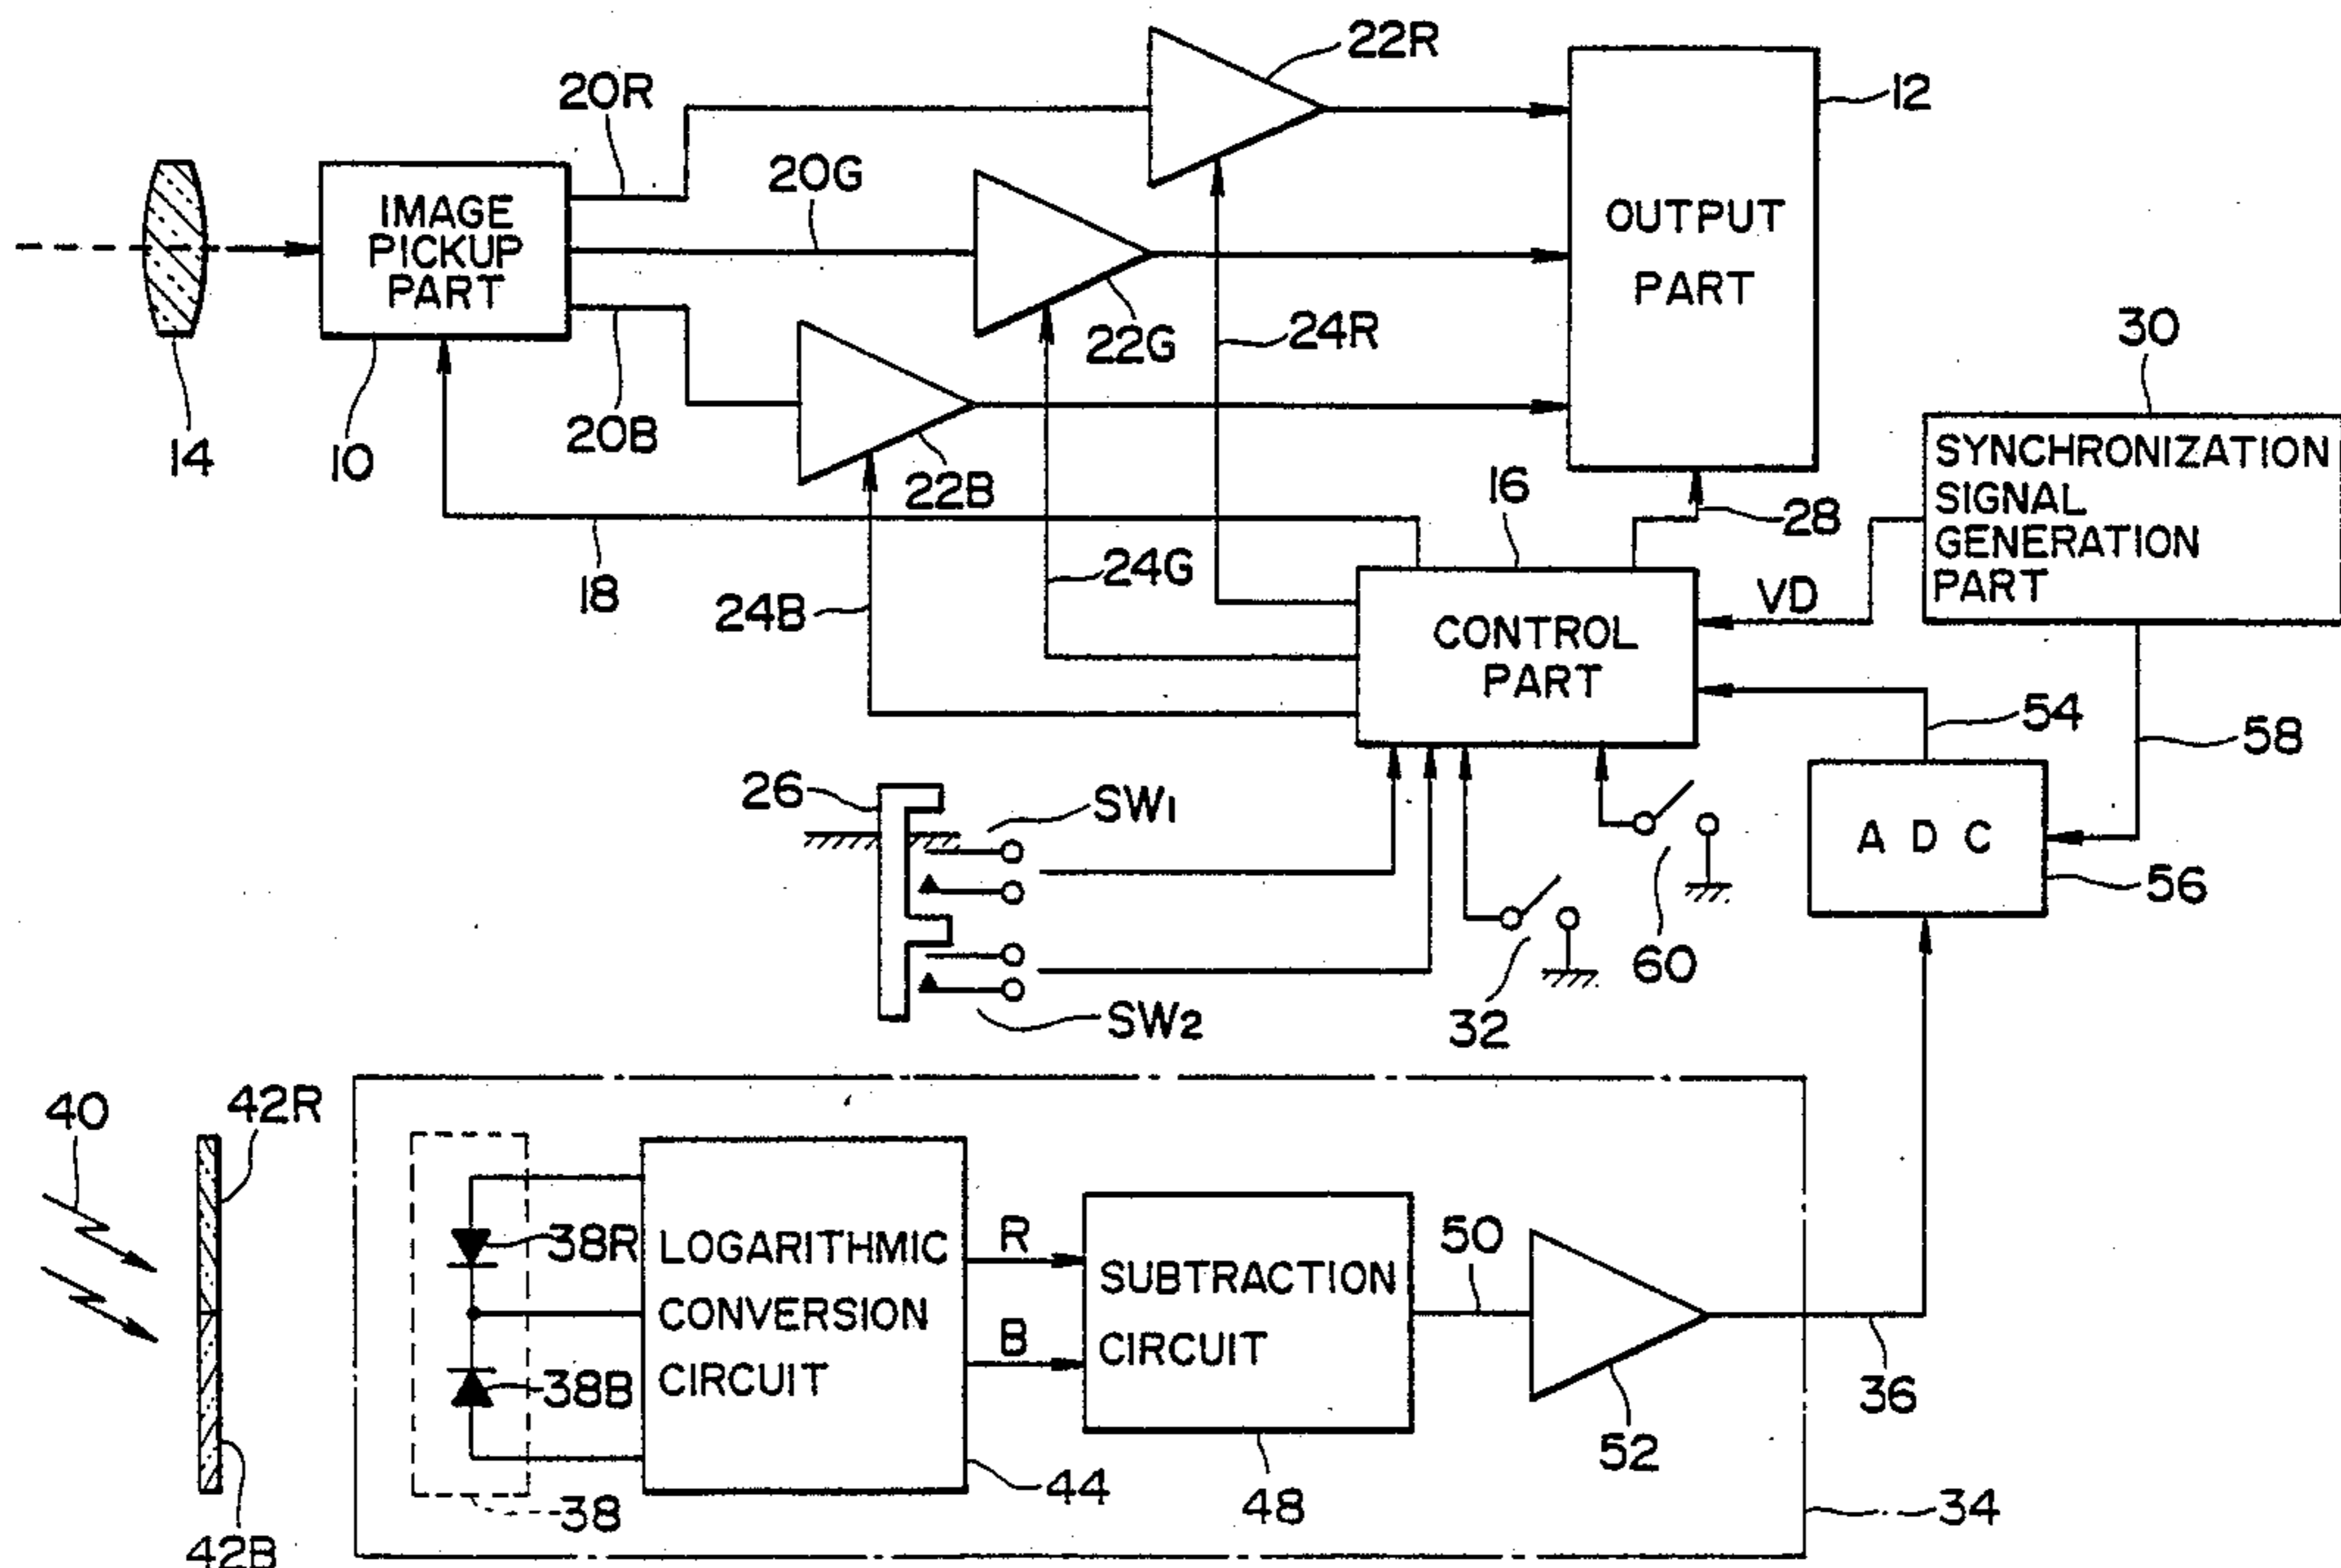 22R
20R
12
20G
IMAGE
PICKUP
PART
OUTPUT
PART
22G
24R
30
14
10
20B
22B
16
28
SYNCHRONIZATION
SIGNAL
GENERATION
PART
18
24G
24B
VD
CONTROL
PART
54
58
26
SW1
A D C
56
60
SW2
32
40
42R
38R
LOGARITHMIC
CONVERSION
CIRCUIT
R
B
SUBTRACTION
CIRCUIT
50
38B
36
52
44
48
38
34
42B